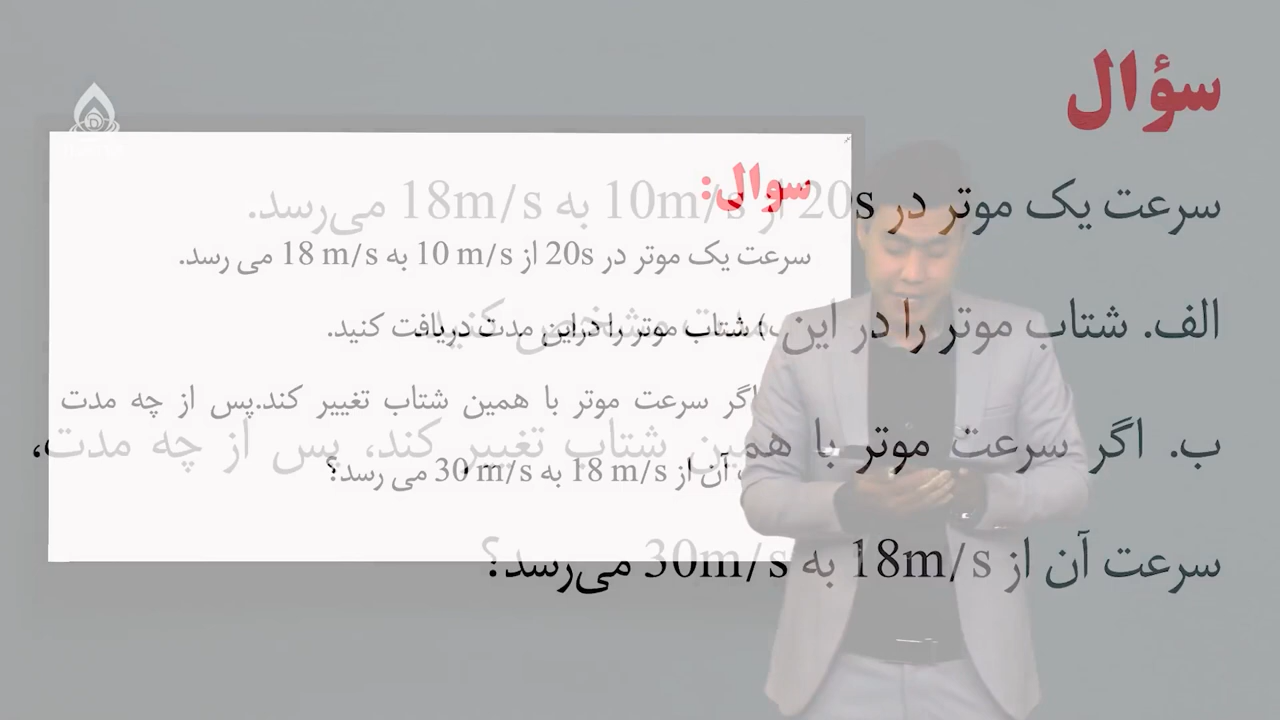 سؤال
سرعت یک موتر در 20s از 10m/s به 18m/s می‌رسد.
الف. شتاب موتر را در این مدت مشخص کنید.
ب. اگر سرعت موتر با همین شتاب تغییر کند، پس از چه مدت،
سرعت آن از 18m/s به 30m/s می‌رسد؟
سوال:
سرعت یک موتر در 20s از 10 m/s به 18 m/s می رسد.
) شتاب موتر را دراین مدت دریافت کنید.
اگر سرعت موتر با همین شتاب تغییر کند.پس از چه مدت
آن از 18 m/s به 30 m/s می رسد؟